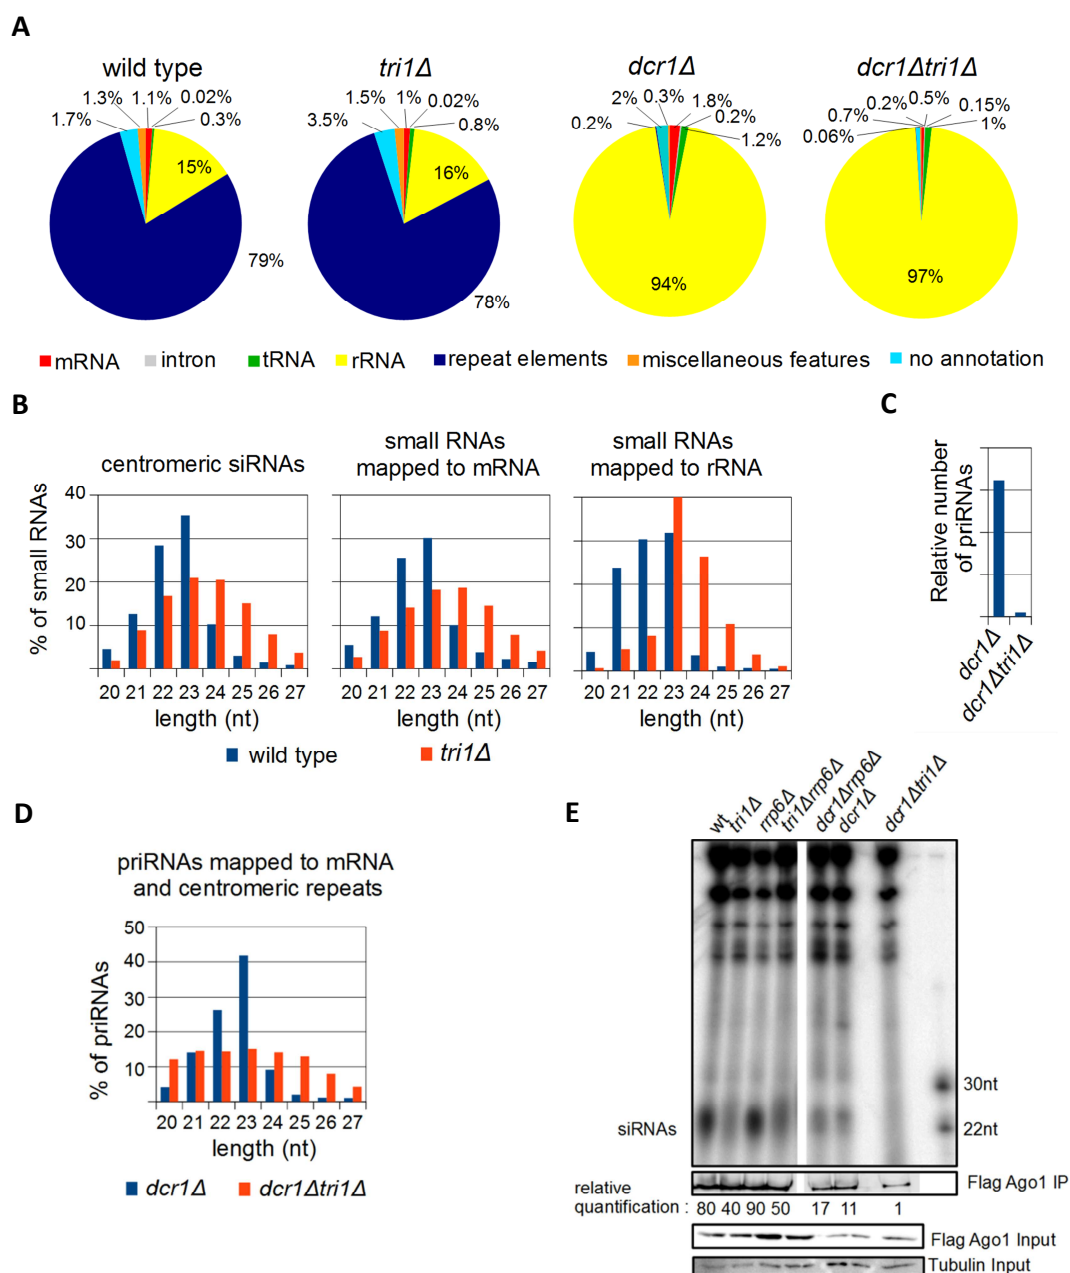 A
wild type
tri1Δ
dcr1Δ
dcr1Δtri1Δ
1.3% 1.1% 0.02%
1.7% 0.3%
15%
79%
1.5% 1% 0.02%
3.5% 0.8%
16%
78%
2% 0.3% 1.8%
0.2% 0.2%
1.2%
94%
0.7% 0.2% 0.5% 0.15%
0.06% 1%
97%
mRNA intron tRNA rRNA repeat elements miscellaneous features no annotation
B
centromeric siRNAs
small RNAs
mapped to mRNA
small RNAs
mapped to rRNA
% of small RNAs
40
30
20
10
20 21 22 23 24 25 26 27
length (nt)
20 21 22 23 24 25 26 27
length (nt)
20 21 22 23 24 25 26 27
length (nt)
wild type tri1Δ
C
Relative number
of priRNAs
dcr1Δ
dcr1Δtri1Δ
D
priRNAs mapped to mRNA
and centromeric repeats
% of priRNAs
50
40
30
20
10
20 21 22 23 24 25 26 27
length (nt)
dcr1Δ dcr1Δtri1Δ
E
wt
tri1Δ
rrp6Δ
tri1Δrrp6Δ
dcr1Δrrp6Δ
dcr1Δ
dcr1Δtri1Δ
30nt
siRNAs
22nt
Flag Ago1 IP
relative
quantification : 80 40 90 50 17 11 1
Flag Ago1 Input
Tubulin Input